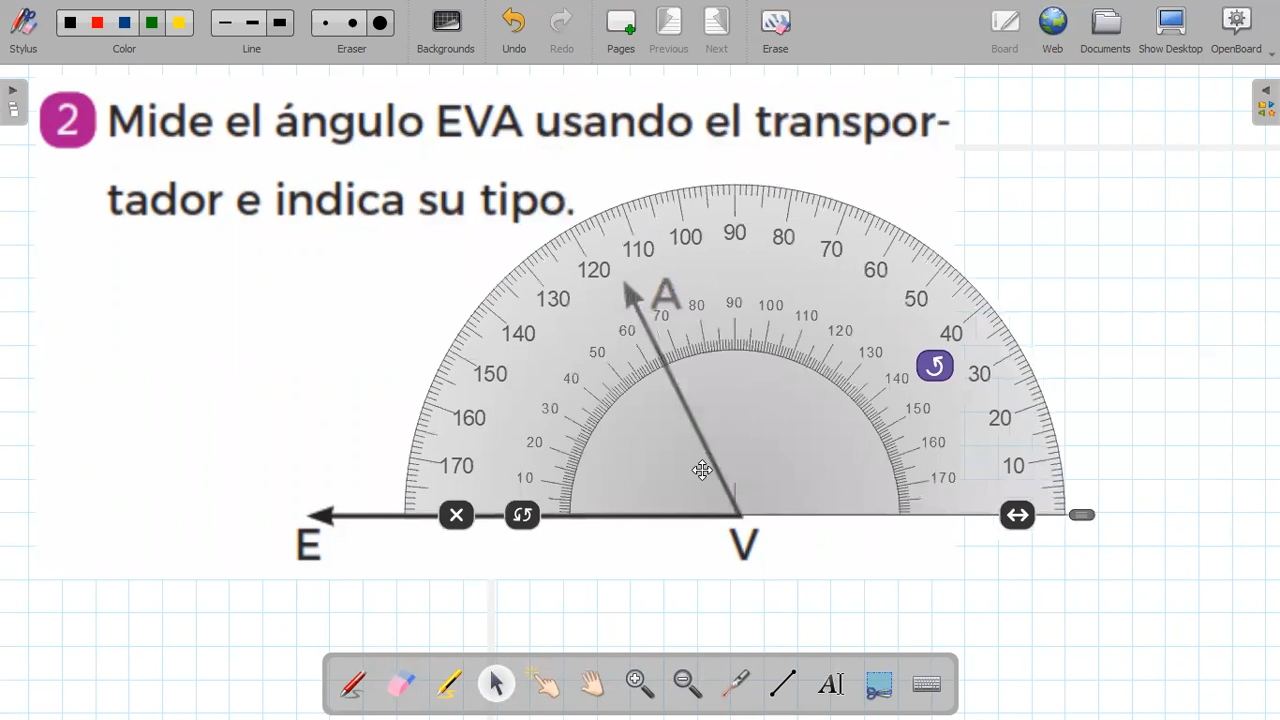 Stylus Color Line Eraser Backgrounds Undo Redo Pages Previous Next Erase Board Web Documents Show Desktop OpenBoard
2 Mide el ángulo EVA usando el transpor-
tador e indica su tipo.
170 160 150 140 130 120 110 100 90 80 70 60 50 40 30 20 10
A
10 20 30 40 50 60 70 80 90 100 110 120 130 140 150 160 170
E V
AI